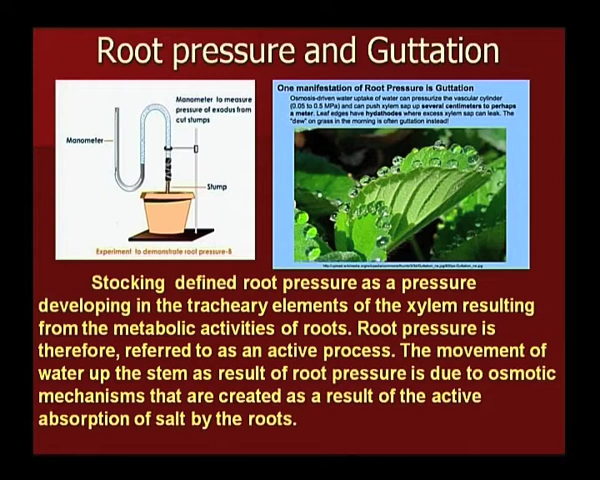 Root pressure and Guttation
Manometer to measure
pressure of exodus from
cut stumps
Manometer
Stump
Experiment to demonstrate root pressure-B
One manifestation of Root Pressure is Guttation
Osmosis-driven water uptake of water can pressurize the vascular cylinder
(0.05 to 0.5 MPa) and can push xylem sap up several centimeters to perhaps
a meter. Leaf edges have hydathodes where excess xylem sap can leak. The
"dew" on grass in the morning is often guttation instead!
Stocking defined root pressure as a pressure
developing in the tracheary elements of the xylem resulting
from the metabolic activities of roots. Root pressure is
therefore, referred to as an active process. The movement of
water up the stem as result of root pressure is due to osmotic
mechanisms that are created as a result of the active
absorption of salt by the roots.